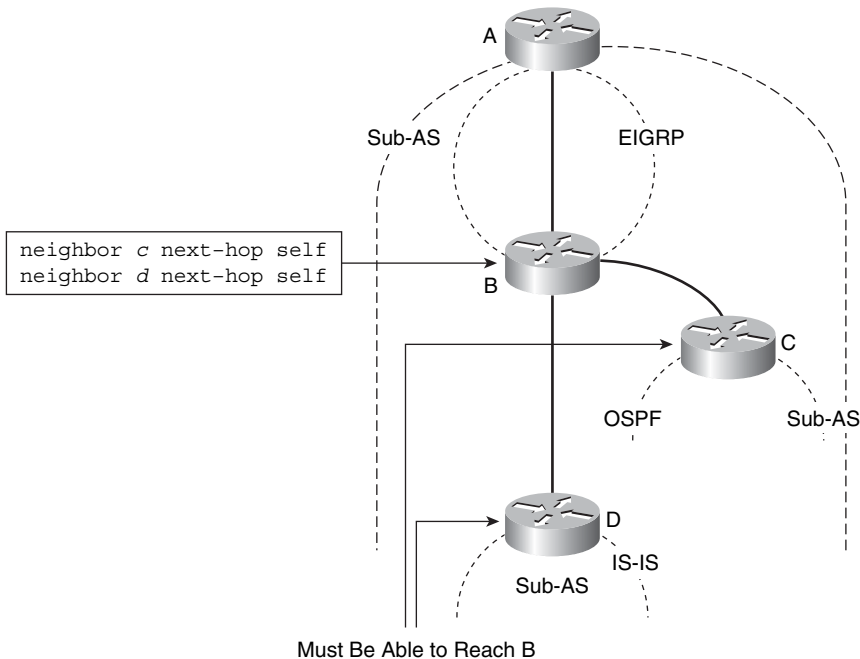 A
Sub-AS
EIGRP
neighbor c next-hop self
neighbor d next-hop self
B
C
OSPF
Sub-AS
D
IS-IS
Sub-AS
Must Be Able to Reach B